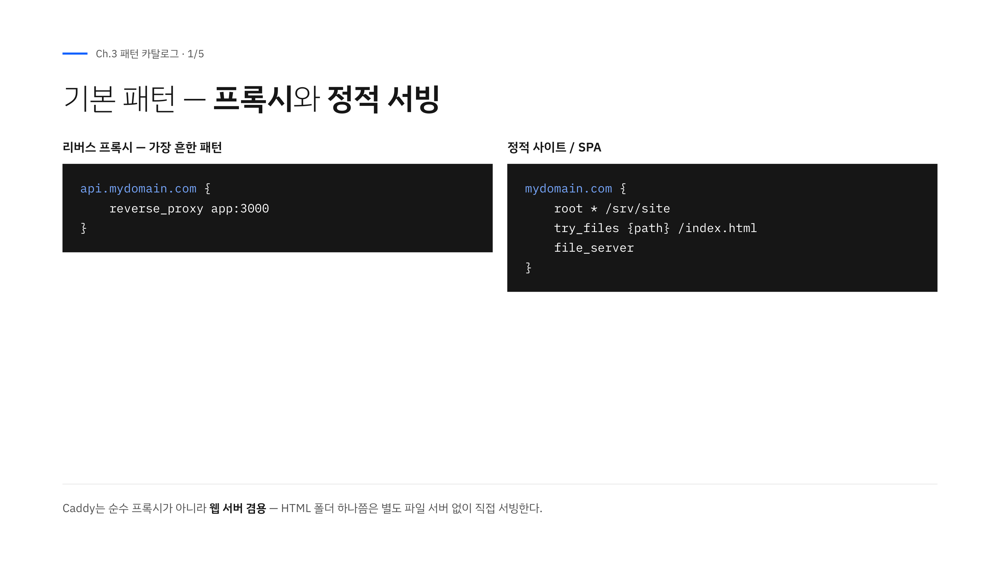 Ch.3 패턴 카탈로그 · 1/5
기본 패턴 — 프록시와 정적 서빙
리버스 프록시 — 가장 흔한 패턴
api.mydomain.com {
    reverse_proxy app:3000
}
정적 사이트 / SPA
mydomain.com {
    root * /srv/site
    try_files {path} /index.html
    file_server
}
Caddy는 순수 프록시가 아니라 웹 서버 겸용 — HTML 폴더 하나쯤은 별도 파일 서버 없이 직접 서빙한다.